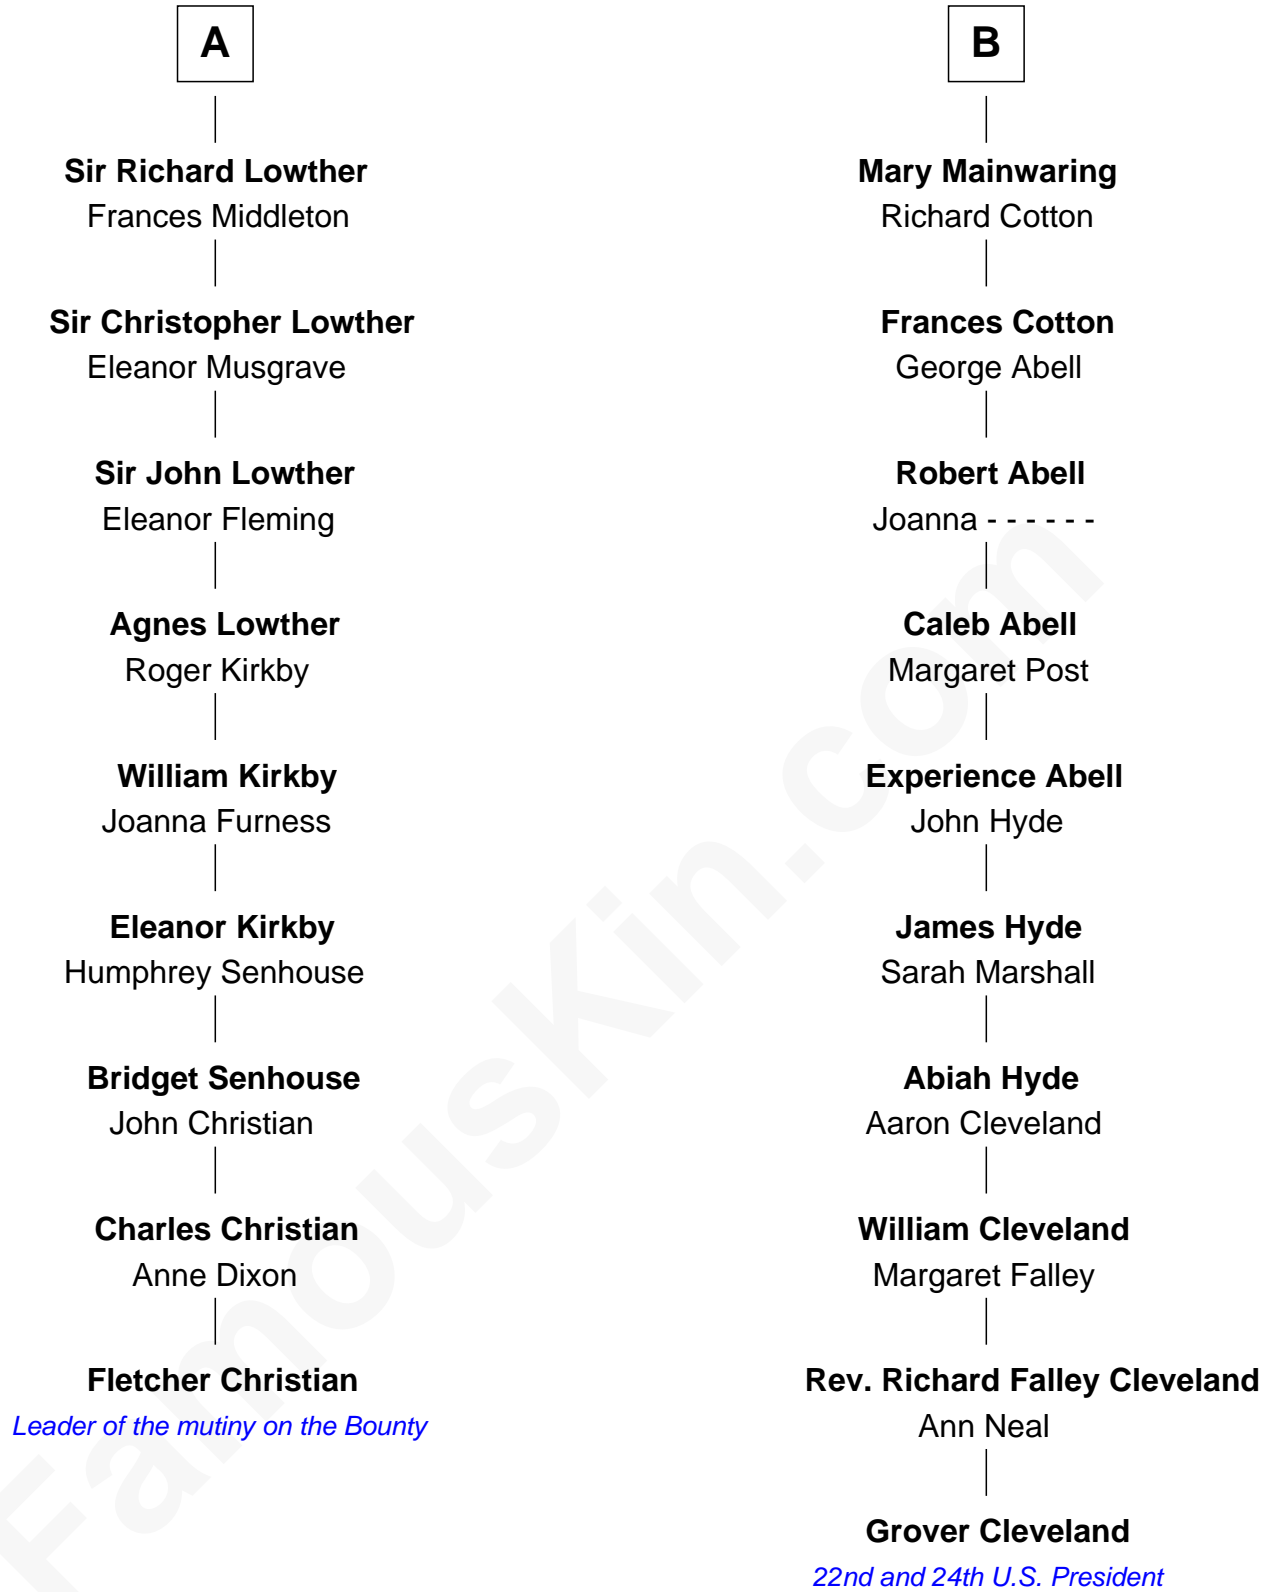 A
Sir Richard Lowther
Frances Middleton
Sir Christopher Lowther
Eleanor Musgrave
Sir John Lowther
Eleanor Fleming
Agnes Lowther
Roger Kirkby
William Kirkby
Joanna Furness
Eleanor Kirkby
Humphrey Senhouse
Bridget Senhouse
John Christian
Charles Christian
Anne Dixon
Fletcher Christian
Leader of the mutiny on the Bounty
B
Mary Mainwaring
Richard Cotton
Frances Cotton
George Abell
Robert Abell
Joanna - - - - - -
Caleb Abell
Margaret Post
Experience Abell
John Hyde
James Hyde
Sarah Marshall
Abiah Hyde
Aaron Cleveland
William Cleveland
Margaret Falley
Rev. Richard Falley Cleveland
Ann Neal
Grover Cleveland
22nd and 24th U.S. President
FamousKin.com